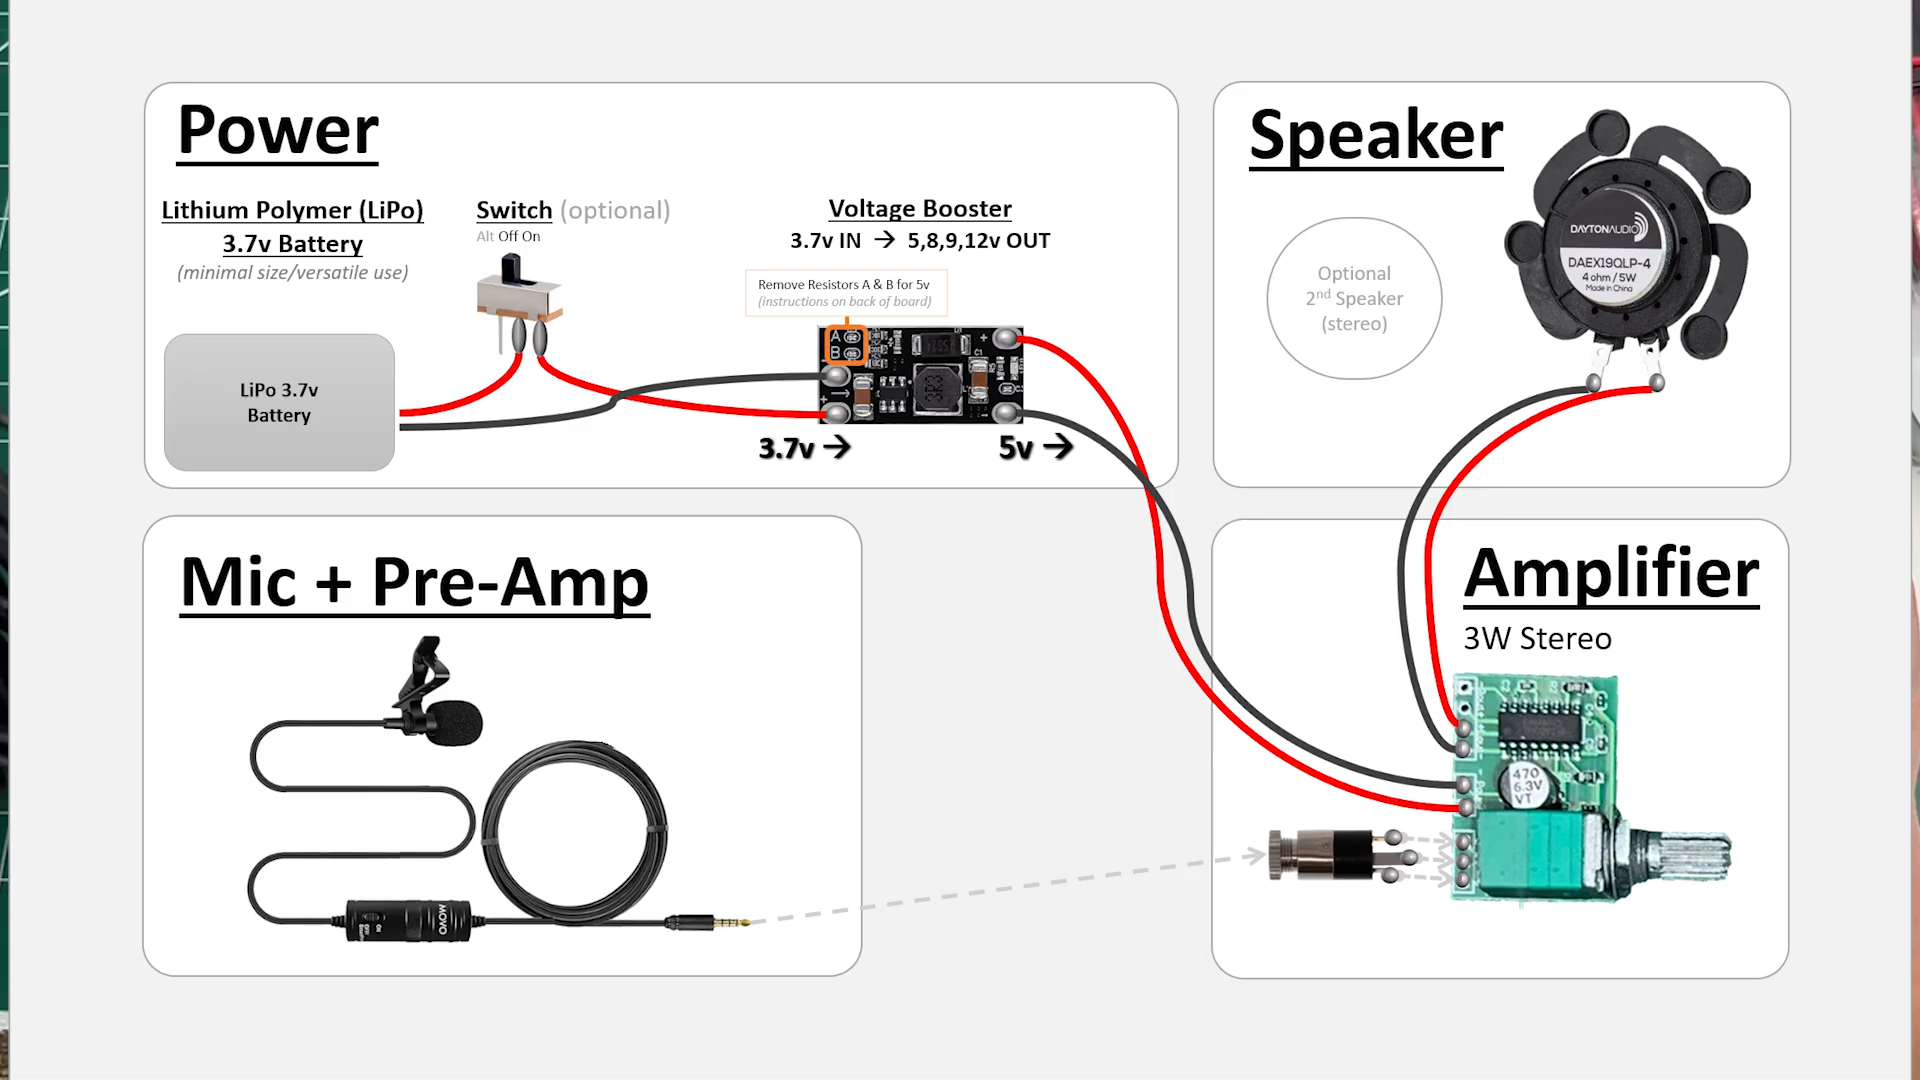 Power
Lithium Polymer (LiPo)
3.7v Battery
(minimal size/versatile use)
Switch (optional)
Alt Off On
Voltage Booster
3.7v IN → 5,8,9,12v OUT
Remove Resistors A & B for 5v
(instructions on back of board)
A
B
LiPo 3.7v
Battery
3.7v →
5v →
Speaker
Optional
2nd Speaker
(stereo)
DAYTON AUDIO
DAEX19QLP-4
4 ohm / 5W
Made in China
Mic + Pre-Amp
MOVO
Amplifier
3W Stereo
470
6.3V
VT